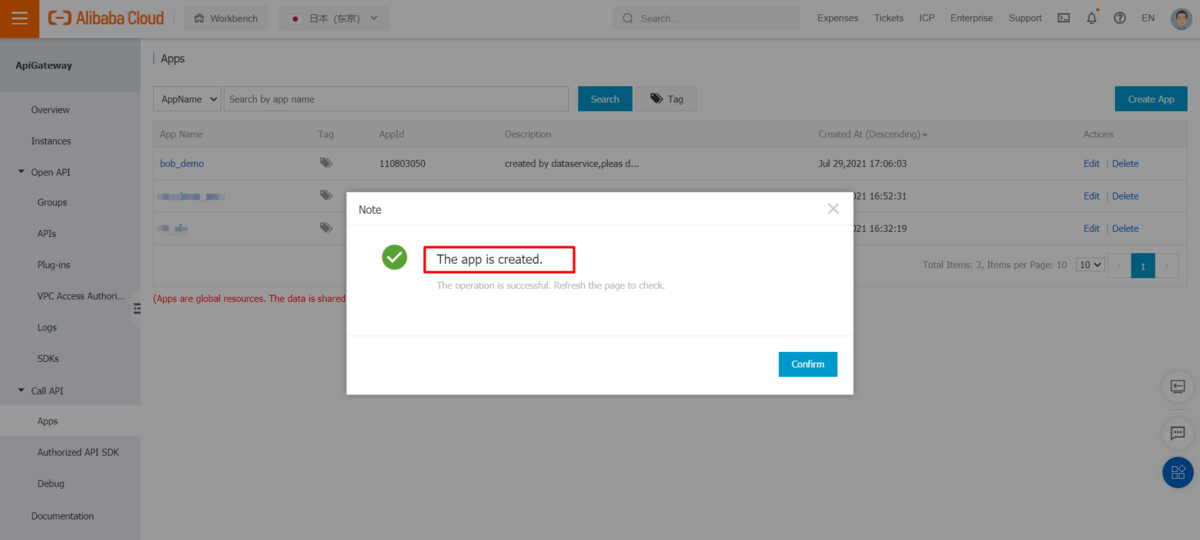 Alibaba Cloud
Workbench
日本（东京）
Search...
Expenses
Tickets
ICP
Enterprise
Support
EN
ApiGateway
Overview
Instances
Open API
Groups
APIs
Plug-ins
VPC Access Authori...
Logs
SDKs
Call API
Apps
Authorized API SDK
Debug
Documentation
Apps
AppName
Search by app name
Search
Tag
Create App
App Name Tag AppId Description Created At (Descending) Actions
bob_demo 110803050 created by dataservice,pleas d... Jul 29,2021 17:06:03 Edit | Delete
021 16:52:31 Edit | Delete
021 16:32:19 Edit | Delete
Total Items: 3, Items per Page: 10 10 1
(Apps are global resources. The data is shared
Note
The app is created.
The operation is successful. Refresh the page to check.
Confirm